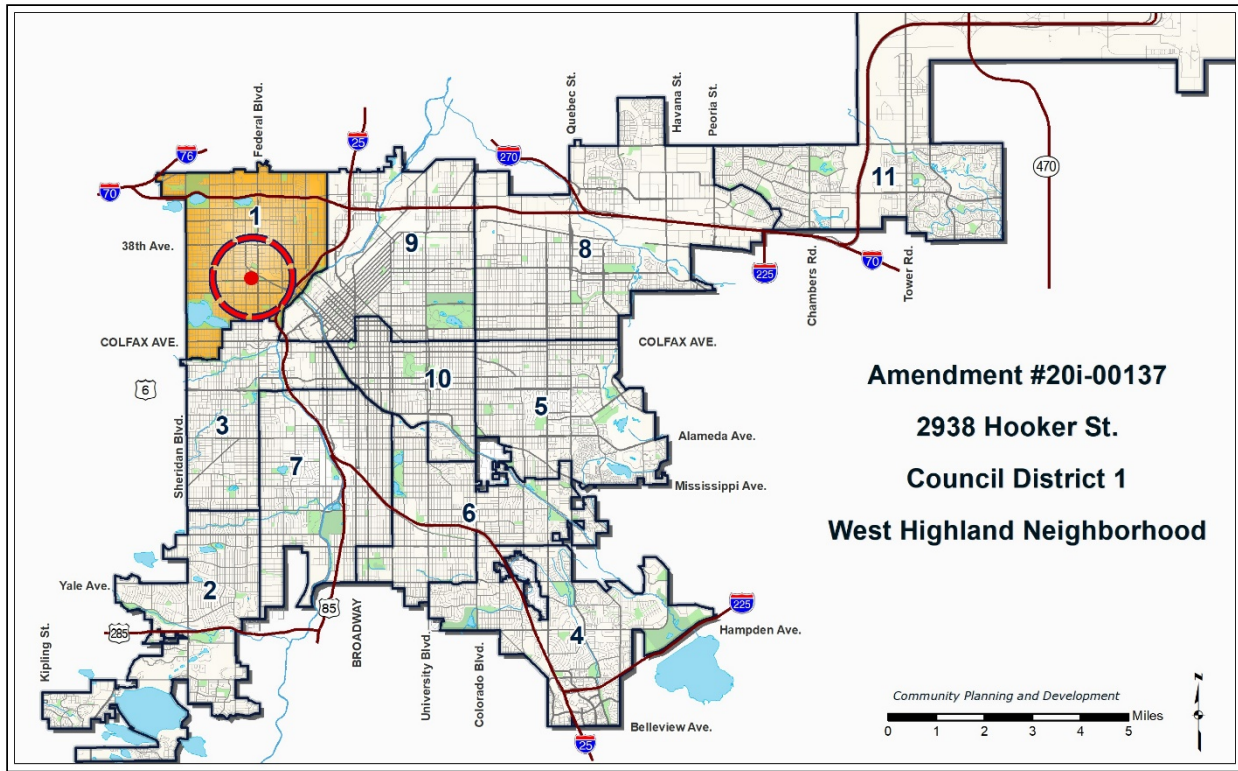 Federal Blvd.
25
76
70
270
Quebec St.
Havana St.
Peoria St.
470
11
1
38th Ave.
9
8
225
70
Chambers Rd.
Tower Rd.
COLFAX AVE.
COLFAX AVE.
6
10
5
3
Sheridan Blvd.
7
Alameda Ave.
Mississippi Ave.
6
Yale Ave.
2
85
BROADWAY
285
Kipling St.
University Blvd.
Colorado Blvd.
4
225
Hampden Ave.
Belleview Ave.
25
Amendment #20i-00137
2938 Hooker St.
Council District 1
West Highland Neighborhood
Community Planning and Development
Miles
0 1 2 3 4 5
N